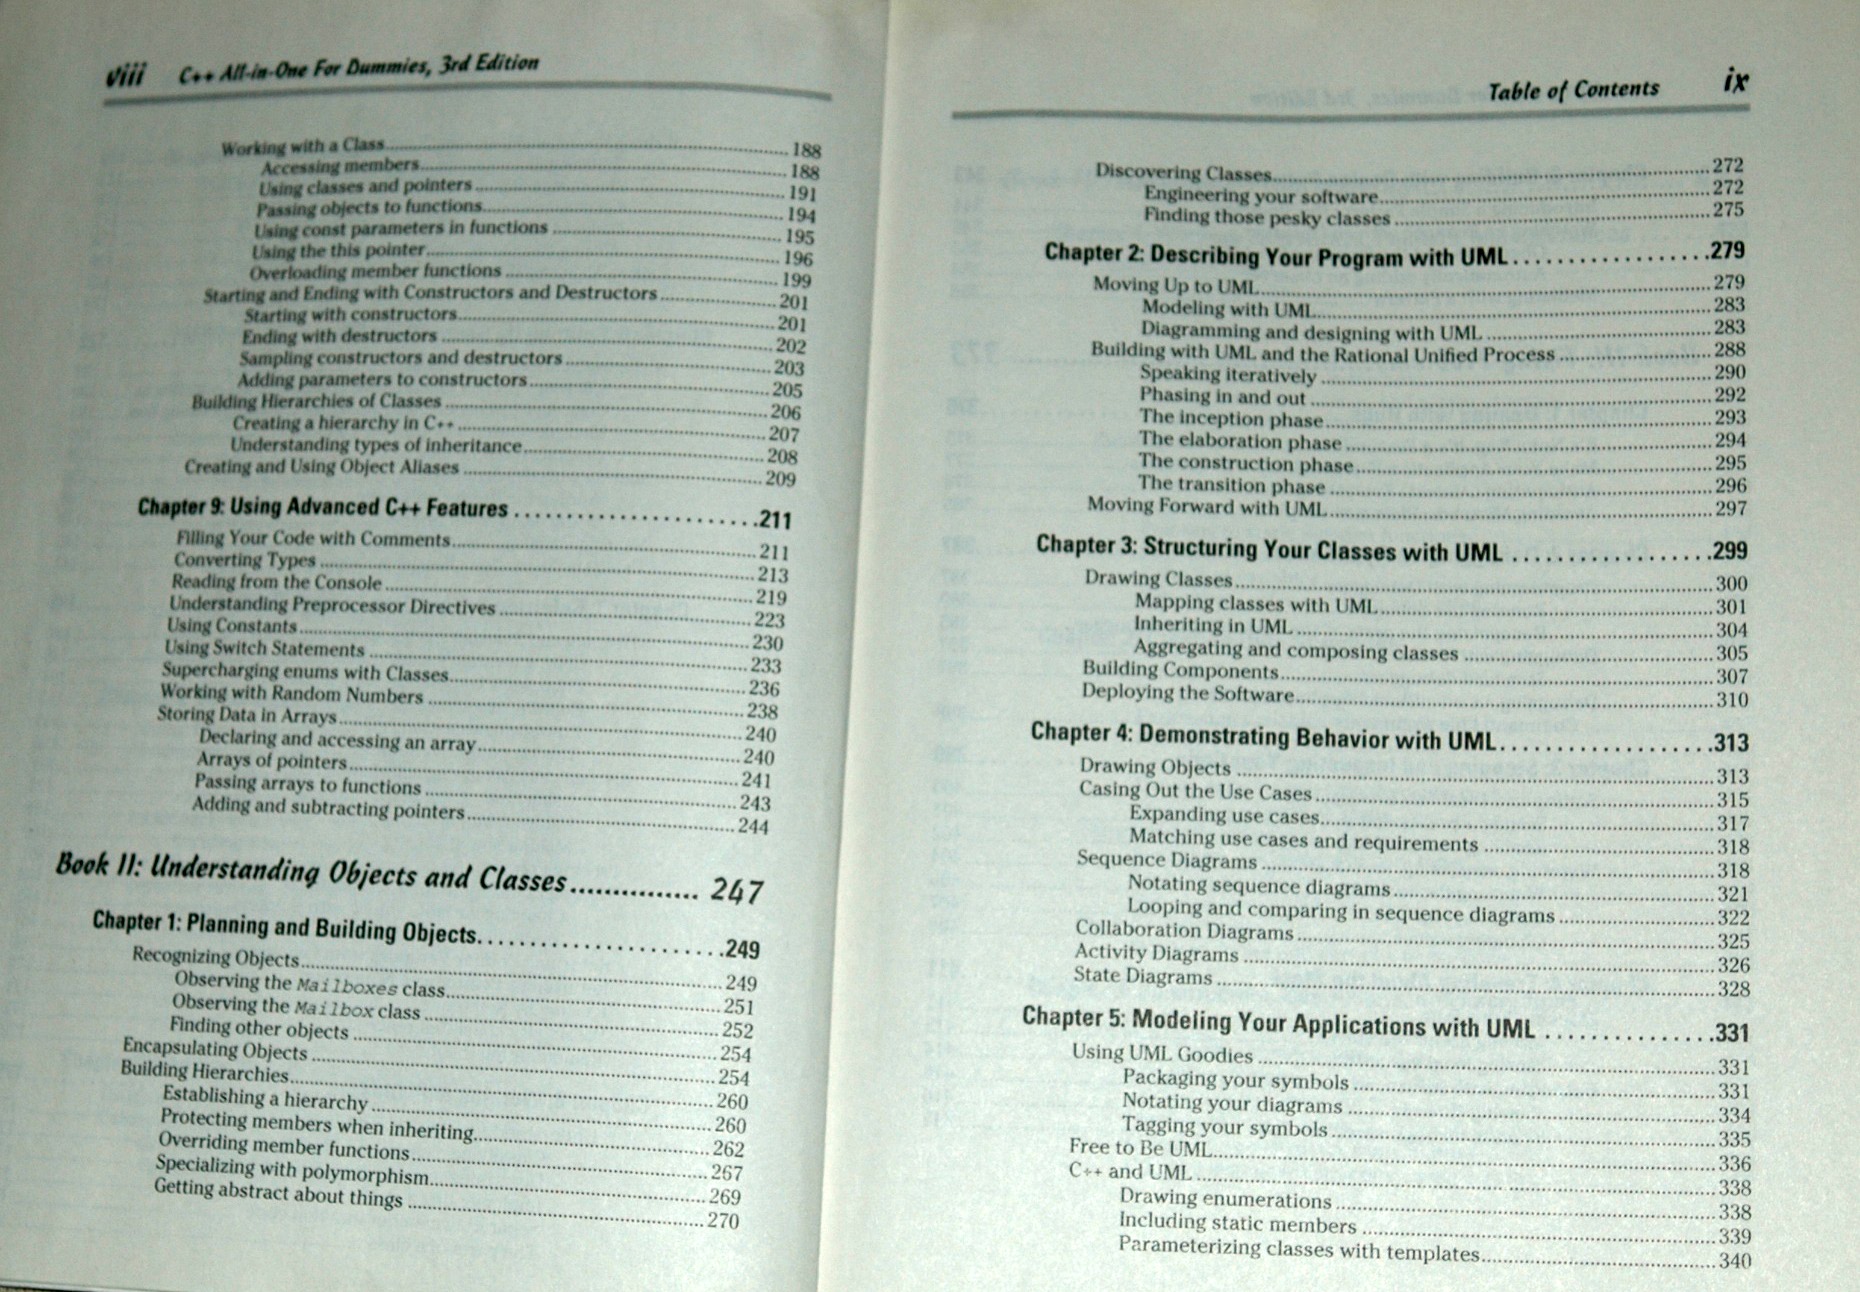 viii C++ All-in-One For Dummies, 3rd Edition
Working with a Class 188
Accessing members 188
Using classes and pointers 191
Passing objects to functions 194
Using const parameters in functions 195
Using the this pointer 196
Overloading member functions 199
Starting and Ending with Constructors and Destructors 201
Starting with constructors 201
Ending with destructors 202
Sampling constructors and destructors 203
Adding parameters to constructors 205
Building Hierarchies of Classes 206
Creating a hierarchy in C++ 207
Understanding types of inheritance 208
Creating and Using Object Aliases 209
Chapter 9: Using Advanced C++ Features 211
Filling Your Code with Comments 211
Converting Types 213
Reading from the Console 219
Understanding Preprocessor Directives 223
Using Constants 230
Using Switch Statements 233
Supercharging enums with Classes 236
Working with Random Numbers 238
Storing Data in Arrays 240
Declaring and accessing an array 240
Arrays of pointers 241
Passing arrays to functions 243
Adding and subtracting pointers 244
Book II: Understanding Objects and Classes 247
Chapter 1: Planning and Building Objects 249
Recognizing Objects 249
Observing the Mailboxes class 251
Observing the Mailbox class 252
Finding other objects 254
Encapsulating Objects 254
Building Hierarchies 260
Establishing a hierarchy 260
Protecting members when inheriting 262
Overriding member functions 267
Specializing with polymorphism 269
Getting abstract about things 270
Table of Contents ix
Discovering Classes 272
Engineering your software 272
Finding those pesky classes 275
Chapter 2: Describing Your Program with UML 279
Moving Up to UML 279
Modeling with UML 283
Diagramming and designing with UML 283
Building with UML and the Rational Unified Process 288
Speaking iteratively 290
Phasing in and out 292
The inception phase 293
The elaboration phase 294
The construction phase 295
The transition phase 296
Moving Forward with UML 297
Chapter 3: Structuring Your Classes with UML 299
Drawing Classes 300
Mapping classes with UML 301
Inheriting in UML 304
Aggregating and composing classes 305
Building Components 307
Deploying the Software 310
Chapter 4: Demonstrating Behavior with UML 313
Drawing Objects 313
Casing Out the Use Cases 315
Expanding use cases 317
Matching use cases and requirements 318
Sequence Diagrams 318
Notating sequence diagrams 321
Looping and comparing in sequence diagrams 322
Collaboration Diagrams 325
Activity Diagrams 326
State Diagrams 328
Chapter 5: Modeling Your Applications with UML 331
Using UML Goodies 331
Packaging your symbols 331
Notating your diagrams 334
Tagging your symbols 335
Free to Be UML 336
C++ and UML 338
Drawing enumerations 338
Including static members 339
Parameterizing classes with templates 340